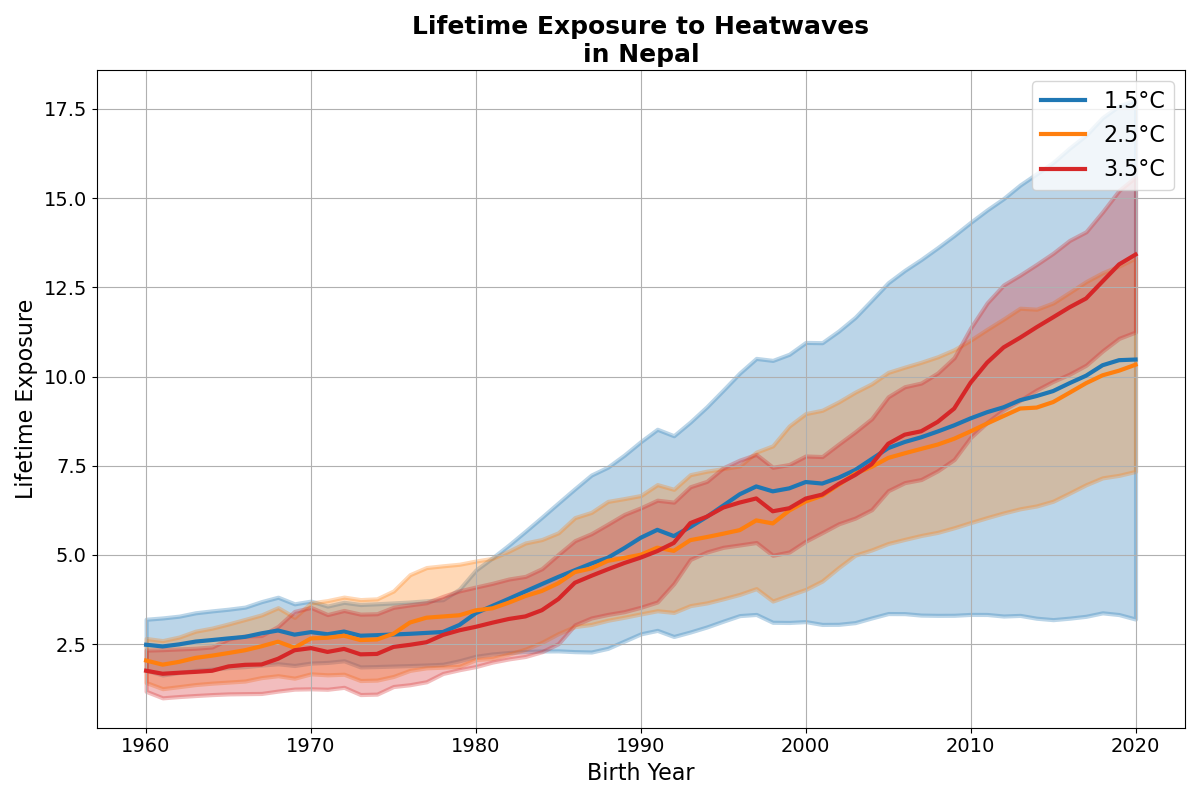 Lifetime Exposure to Heatwaves
in Nepal
17.5
15.0
12.5
10.0
7.5
5.0
2.5
Lifetime Exposure
1.5°C
2.5°C
3.5°C
1960 1970 1980 1990 2000 2010 2020
Birth Year